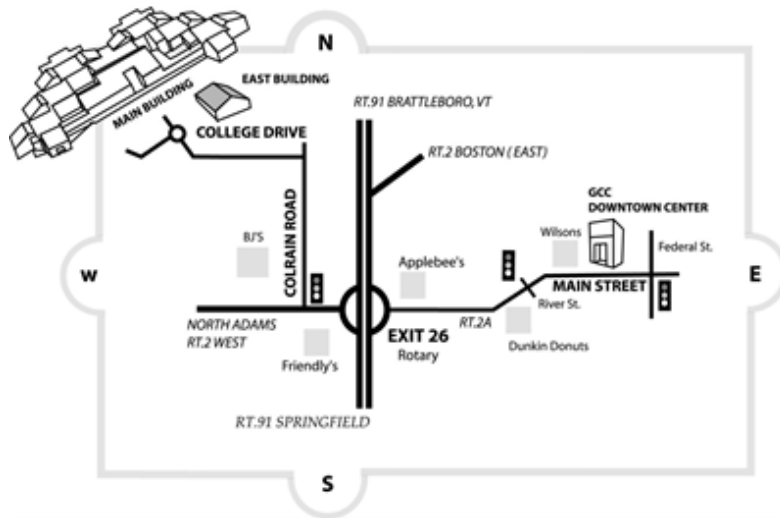 N
EAST BUILDING
MAIN BUILDING
RT.91 BRATTLEBORO, VT
COLLEGE DRIVE
RT.2 BOSTON ( EAST)
GCC
DOWNTOWN CENTER
COLRAIN ROAD
BJ'S
Wilsons
Federal St.
Applebee's
W
E
MAIN STREET
River St.
NORTH ADAMS
RT.2 WEST
EXIT 26
Rotary
RT.2A
Dunkin Donuts
Friendly's
RT.91 SPRINGFIELD
S